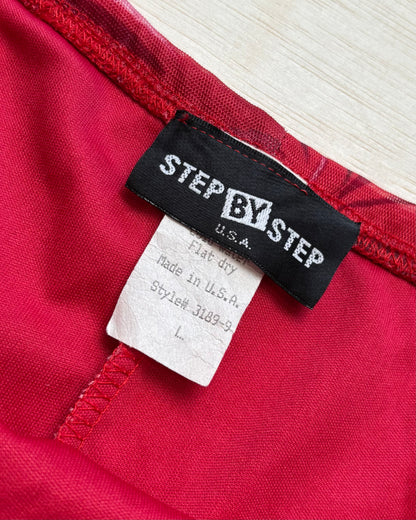 STEP BY STEP
U.S.A.
Flat dry
Made in U.S.A.
Style# 3189-9
L